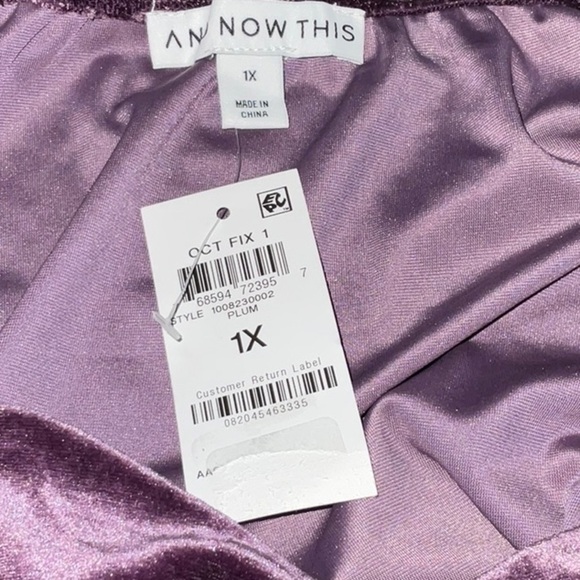 AND NOW THIS
1X
MADE IN
CHINA
EPC
OCT FIX 1
68594 72395 7
STYLE 1008230002
PLUM
1X
Customer Return Label
082045463335